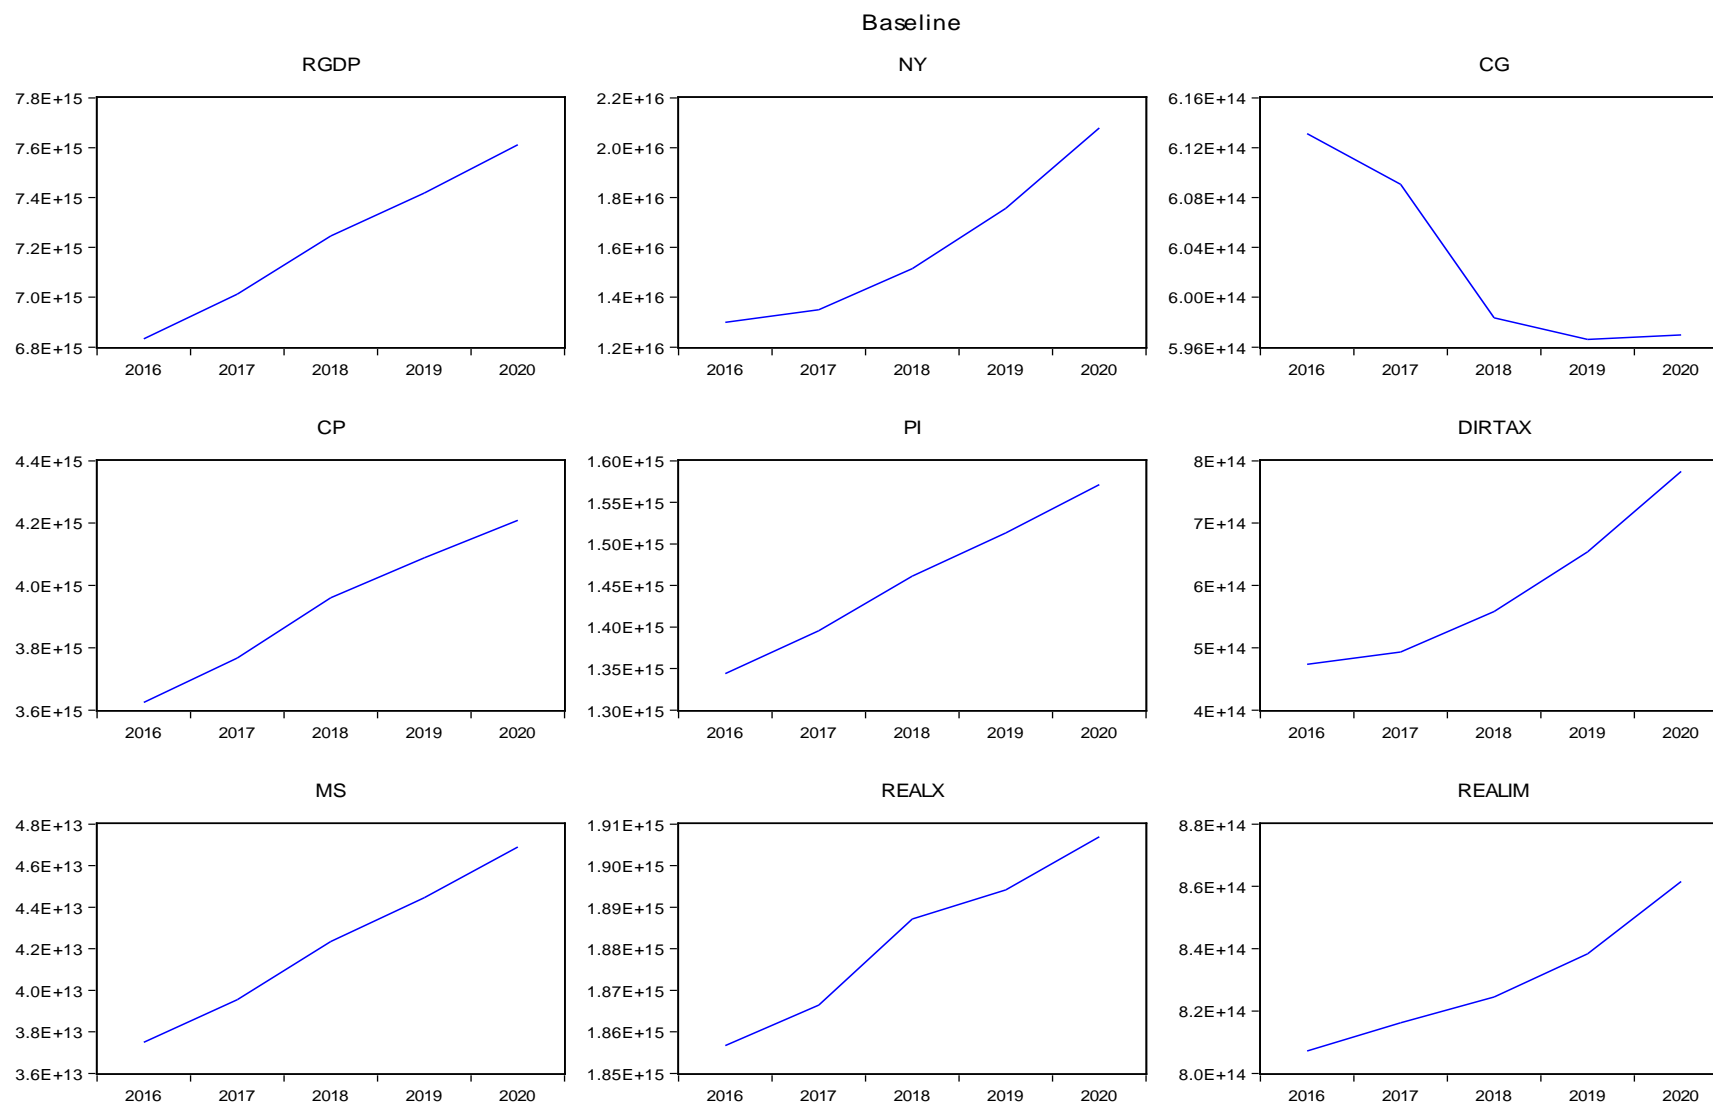 Baseline
RGDP
7.8E+15
7.6E+15
7.4E+15
7.2E+15
7.0E+15
6.8E+15
2016 2017 2018 2019 2020
NY
2.2E+16
2.0E+16
1.8E+16
1.6E+16
1.4E+16
1.2E+16
2016 2017 2018 2019 2020
CG
6.16E+14
6.12E+14
6.08E+14
6.04E+14
6.00E+14
5.96E+14
2016 2017 2018 2019 2020
CP
4.4E+15
4.2E+15
4.0E+15
3.8E+15
3.6E+15
2016 2017 2018 2019 2020
PI
1.60E+15
1.55E+15
1.50E+15
1.45E+15
1.40E+15
1.35E+15
1.30E+15
2016 2017 2018 2019 2020
DIRTAX
8E+14
7E+14
6E+14
5E+14
4E+14
2016 2017 2018 2019 2020
MS
4.8E+13
4.6E+13
4.4E+13
4.2E+13
4.0E+13
3.8E+13
3.6E+13
2016 2017 2018 2019 2020
REALX
1.91E+15
1.90E+15
1.89E+15
1.88E+15
1.87E+15
1.86E+15
1.85E+15
2016 2017 2018 2019 2020
REALIM
8.8E+14
8.6E+14
8.4E+14
8.2E+14
8.0E+14
2016 2017 2018 2019 2020